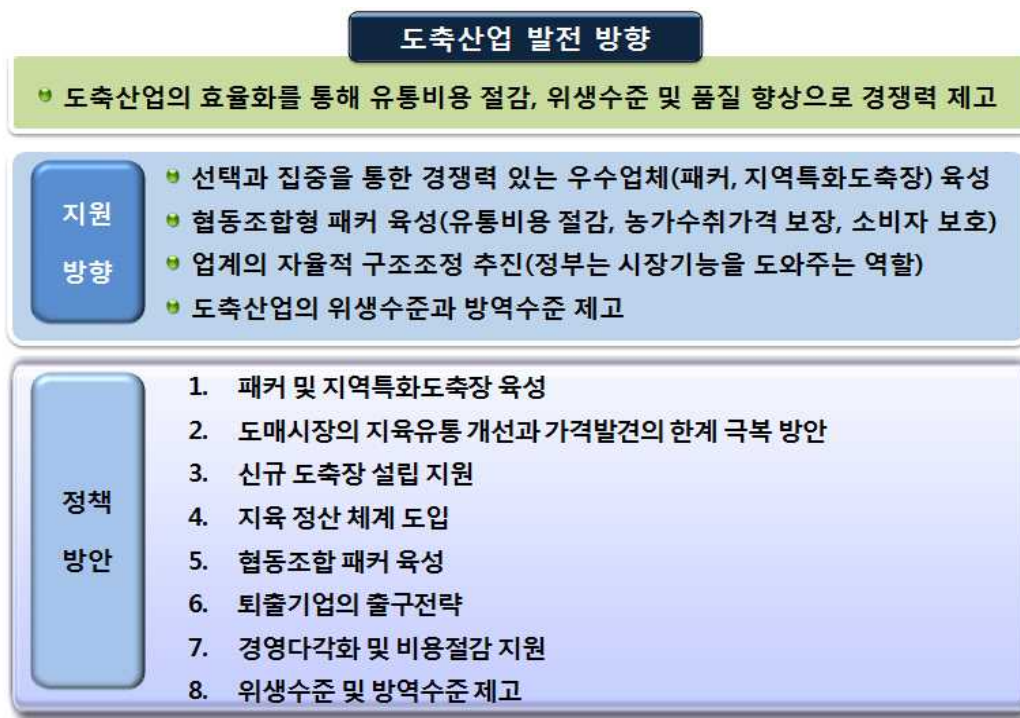 도축산업 발전 방향
도축산업의 효율화를 통해 유통비용 절감, 위생수준 및 품질 향상으로 경쟁력 제고
지원
방향
선택과 집중을 통한 경쟁력 있는 우수업체(패커, 지역특화도축장) 육성
협동조합형 패커 육성(유통비용 절감, 농가수취가격 보장, 소비자 보호)
업계의 자율적 구조조정 추진(정부는 시장기능을 도와주는 역할)
도축산업의 위생수준과 방역수준 제고
정책
방안
1. 패커 및 지역특화도축장 육성
2. 도매시장의 지육유통 개선과 가격발견의 한계 극복 방안
3. 신규 도축장 설립 지원
4. 지육 정산 체계 도입
5. 협동조합 패커 육성
6. 퇴출기업의 출구전략
7. 경영다각화 및 비용절감 지원
8. 위생수준 및 방역수준 제고